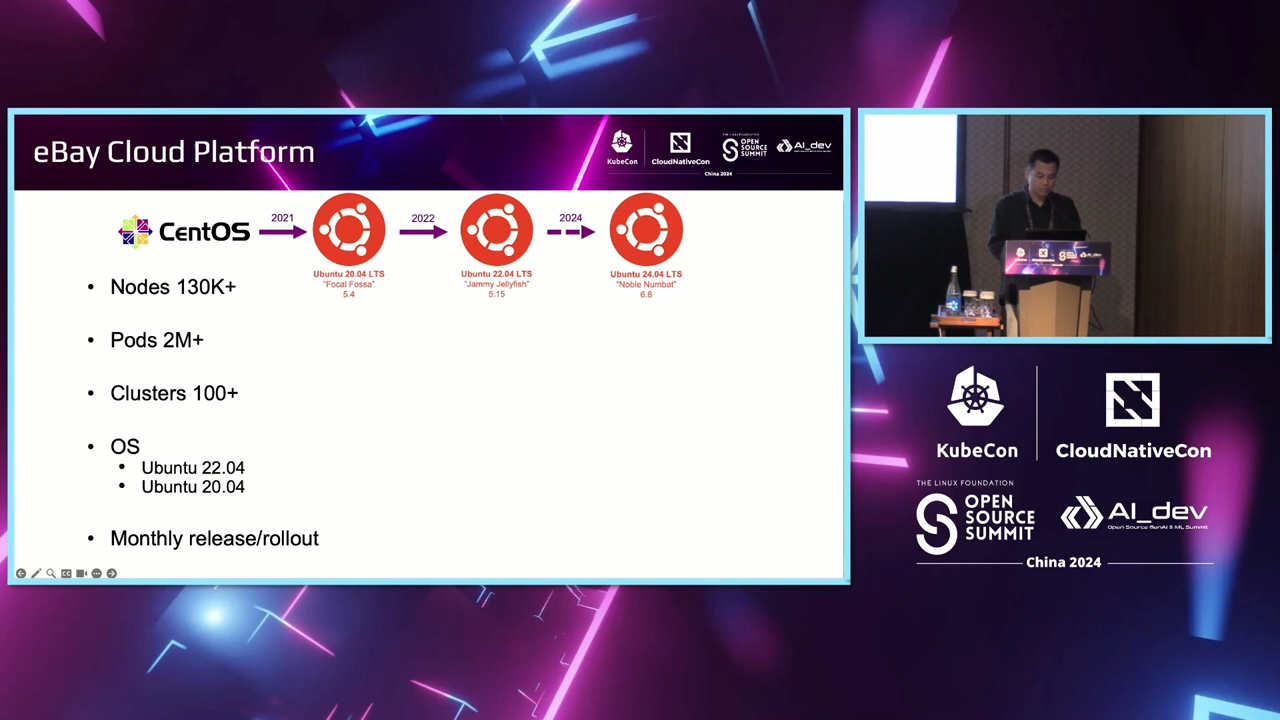 eBay Cloud Platform
KubeCon
CloudNativeCon
THE LINUX FOUNDATION
OPEN
SOURCE
SUMMIT
AI_dev
China 2024
CentOS
2021
2022
2024
Ubuntu 20.04 LTS
"Focal Fossa"
5.4
Ubuntu 22.04 LTS
"Jammy Jellyfish"
5.15
Ubuntu 24.04 LTS
"Noble Numbat"
6.8
• Nodes 130K+
• Pods 2M+
• Clusters 100+
• OS
• Ubuntu 22.04
• Ubuntu 20.04
• Monthly release/rollout
KubeCon
CloudNativeCon
THE LINUX FOUNDATION
OPEN
SOURCE
SUMMIT
AI_dev
Open Source GenAI & ML Summit
China 2024